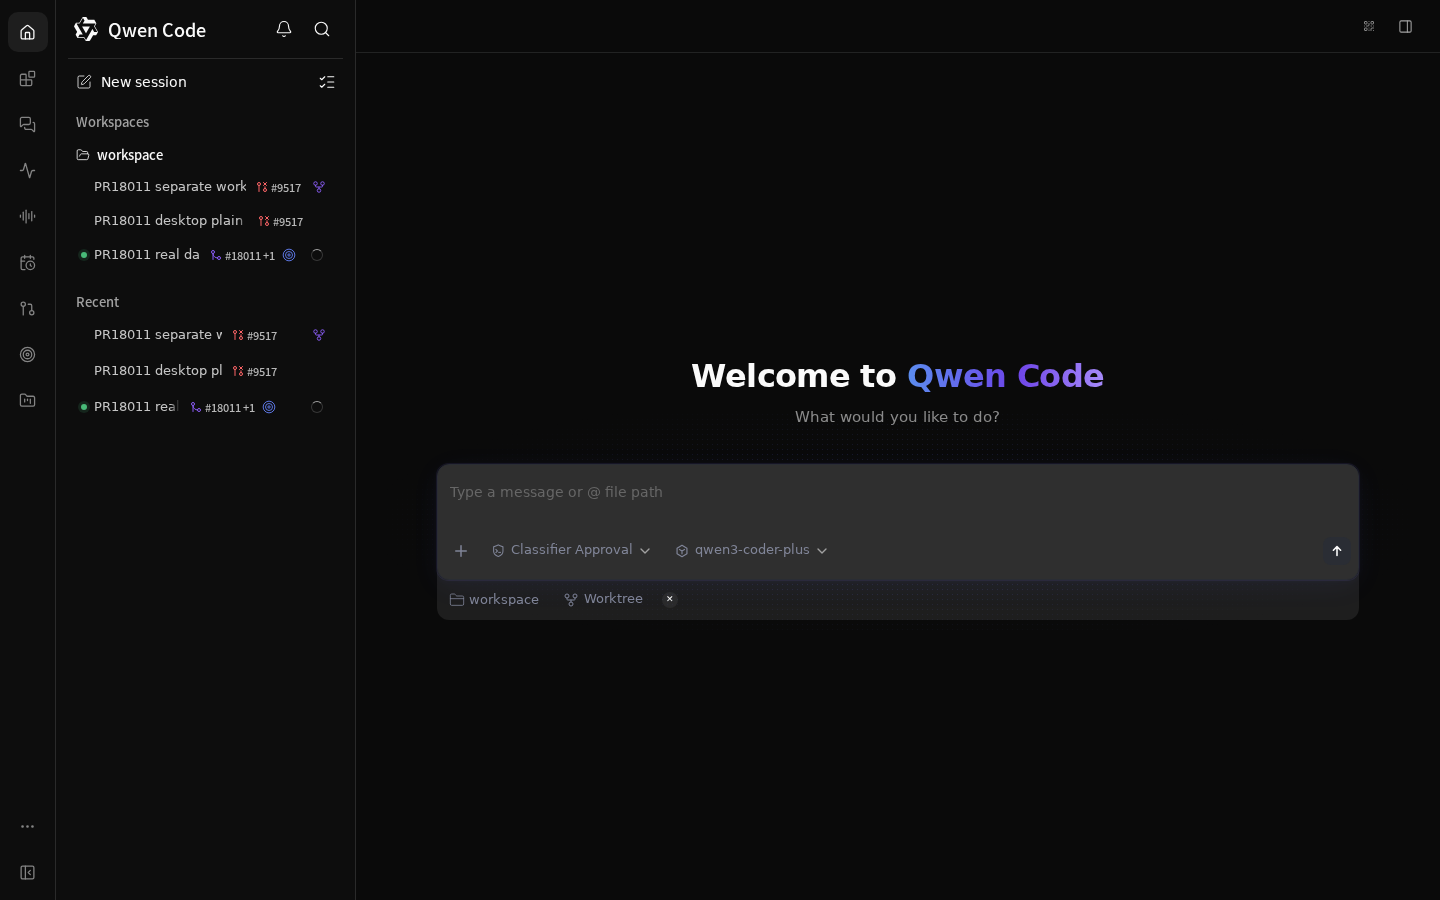 Qwen Code
New session
Workspaces
workspace
PR18011 separate work #9517
PR18011 desktop plain #9517
PR18011 real da #18011 +1
Recent
PR18011 separate #9517
PR18011 desktop pl #9517
PR18011 real #18011 +1
Welcome to Qwen Code
What would you like to do?
Type a message or @ file path
Classifier Approval
qwen3-coder-plus
workspace
Worktree